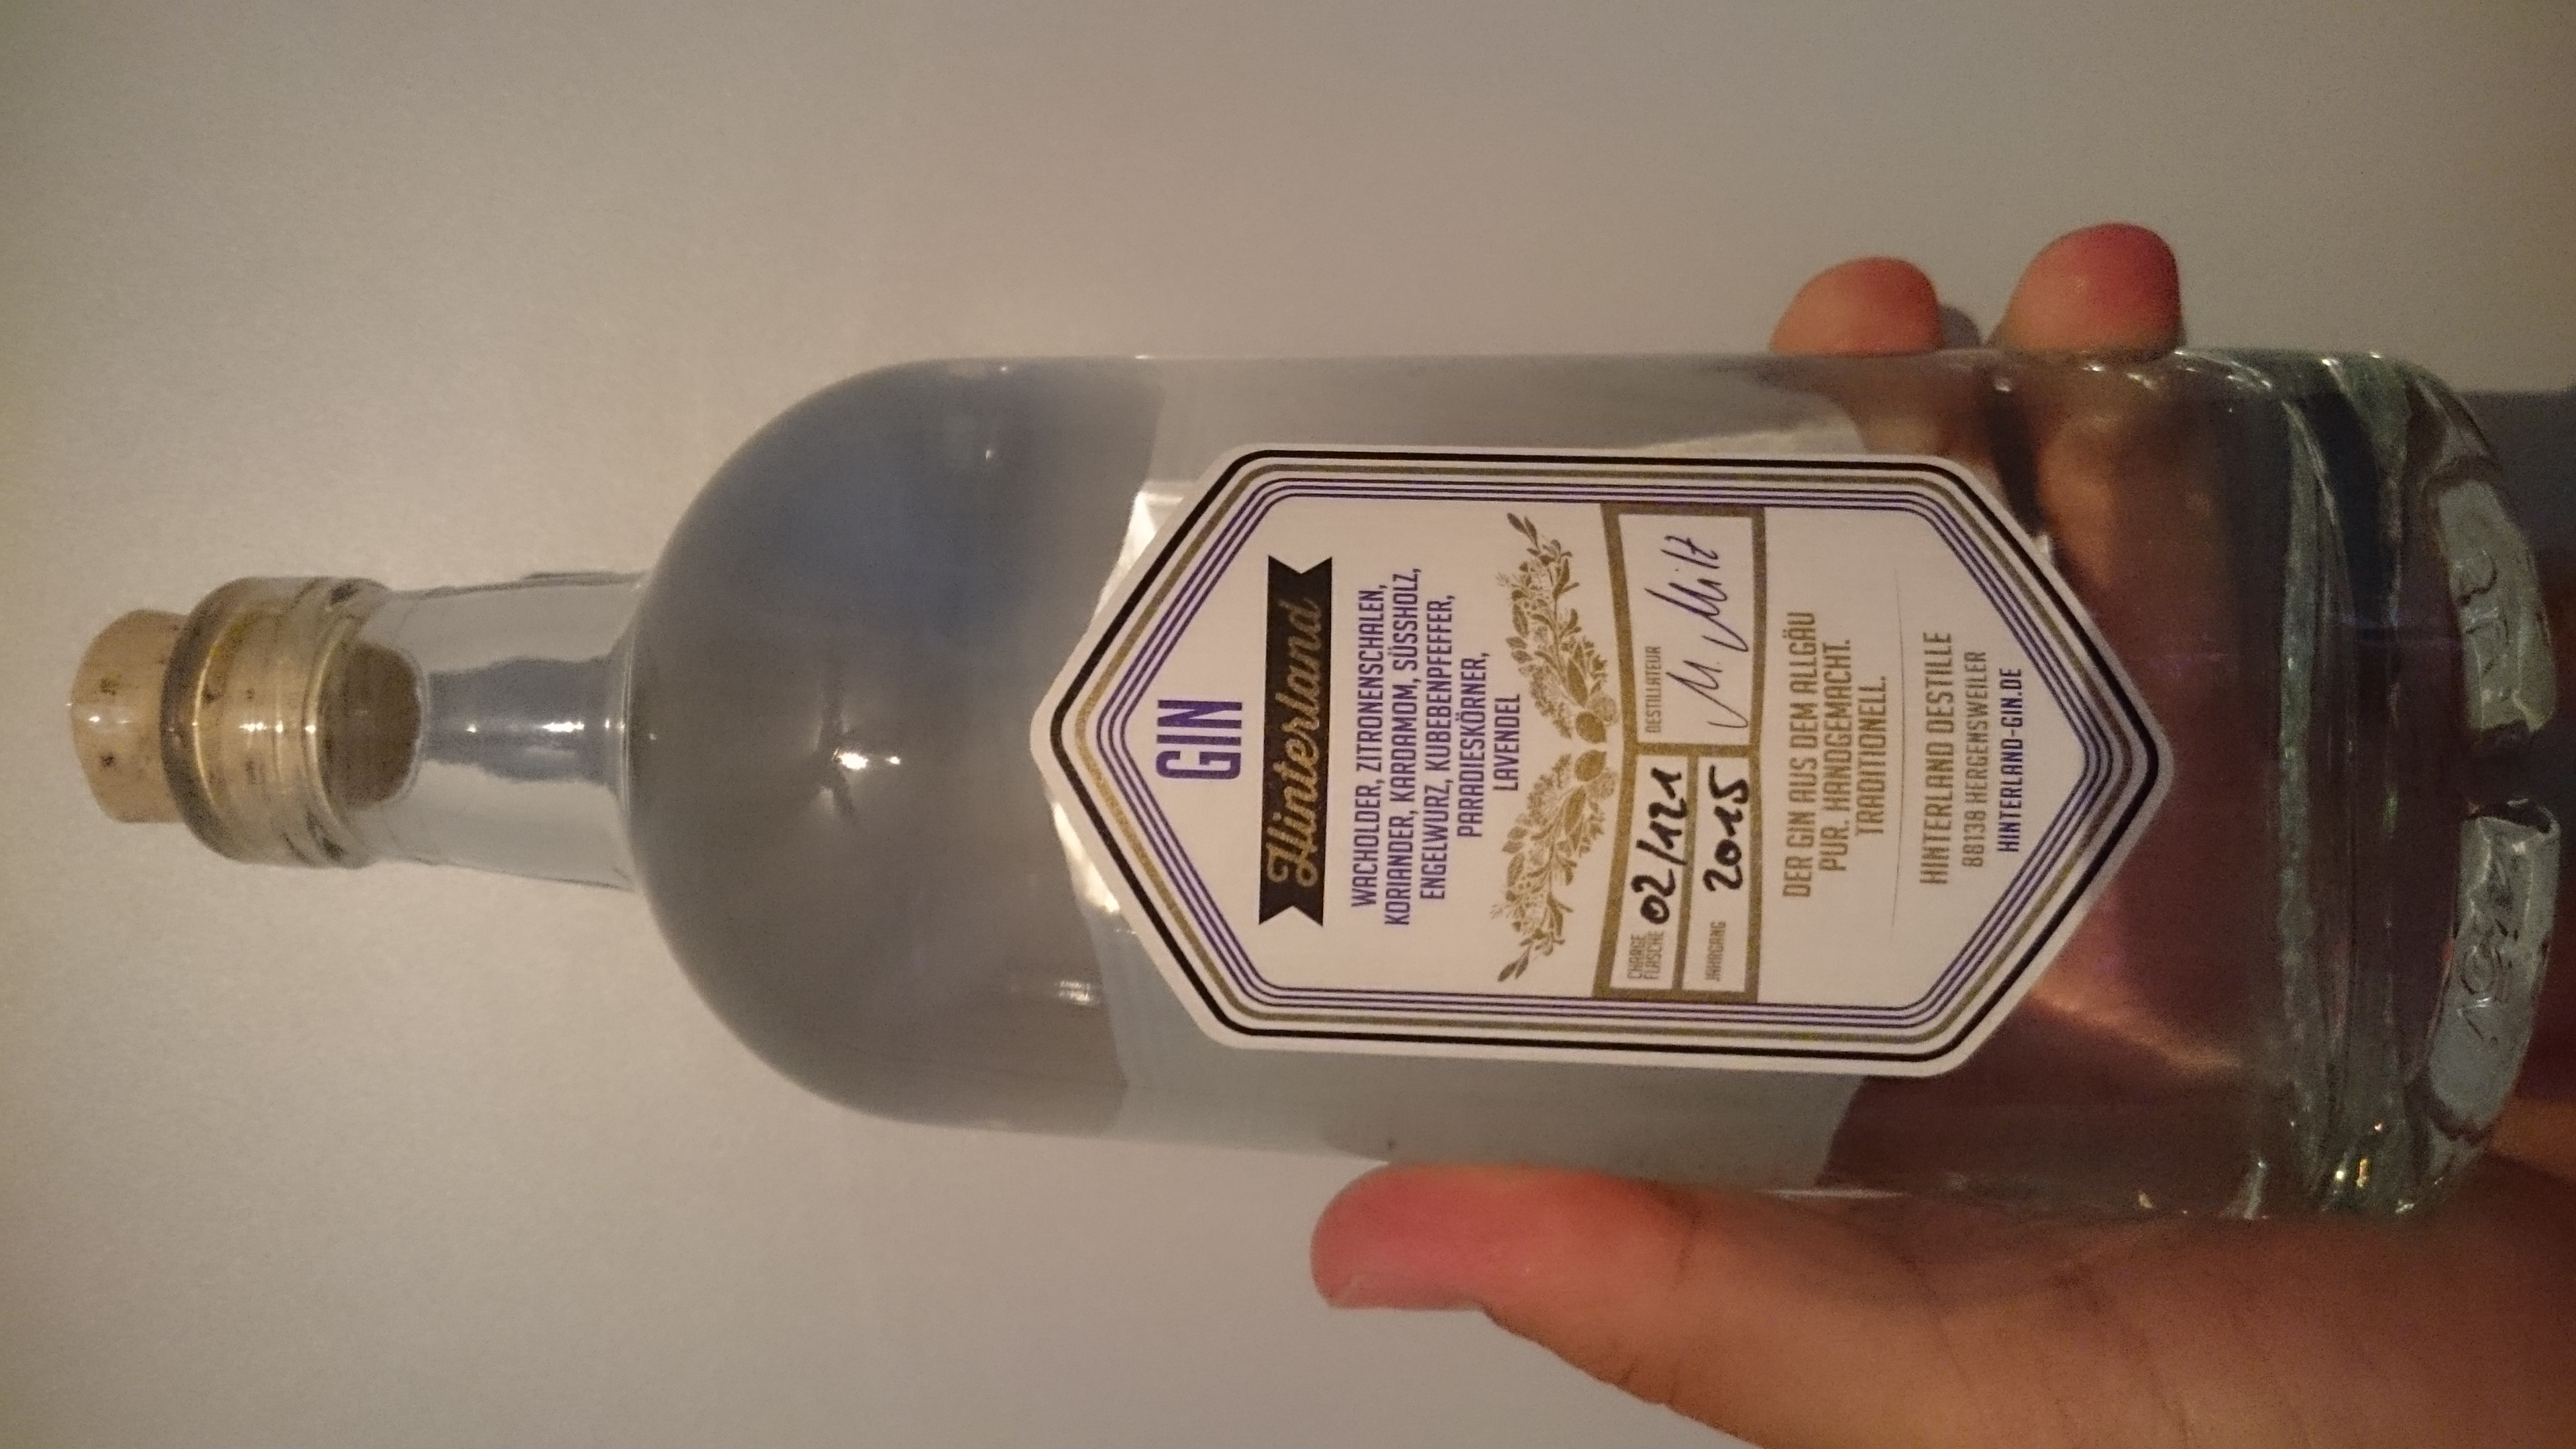 GIN
Hinterland
WACHOLDER, ZITRONENSCHALEN,
KORIANDER, KARDAMOM, SÜSSHOLZ,
ENGELWURZ, KUBEBENPFEFFER,
PARADIESKÖRNER,
LAVENDEL
CHARGE
FLASCHE 02/121
JAHRGANG 2015
DESTILLATEUR
M. Milz
DER GIN AUS DEM ALLGÄU
PUR. HANDGEMACHT.
TRADITIONELL.
HINTERLAND DESTILLE
88138 HERGENSWEILER
HINTERLAND-GIN.DE